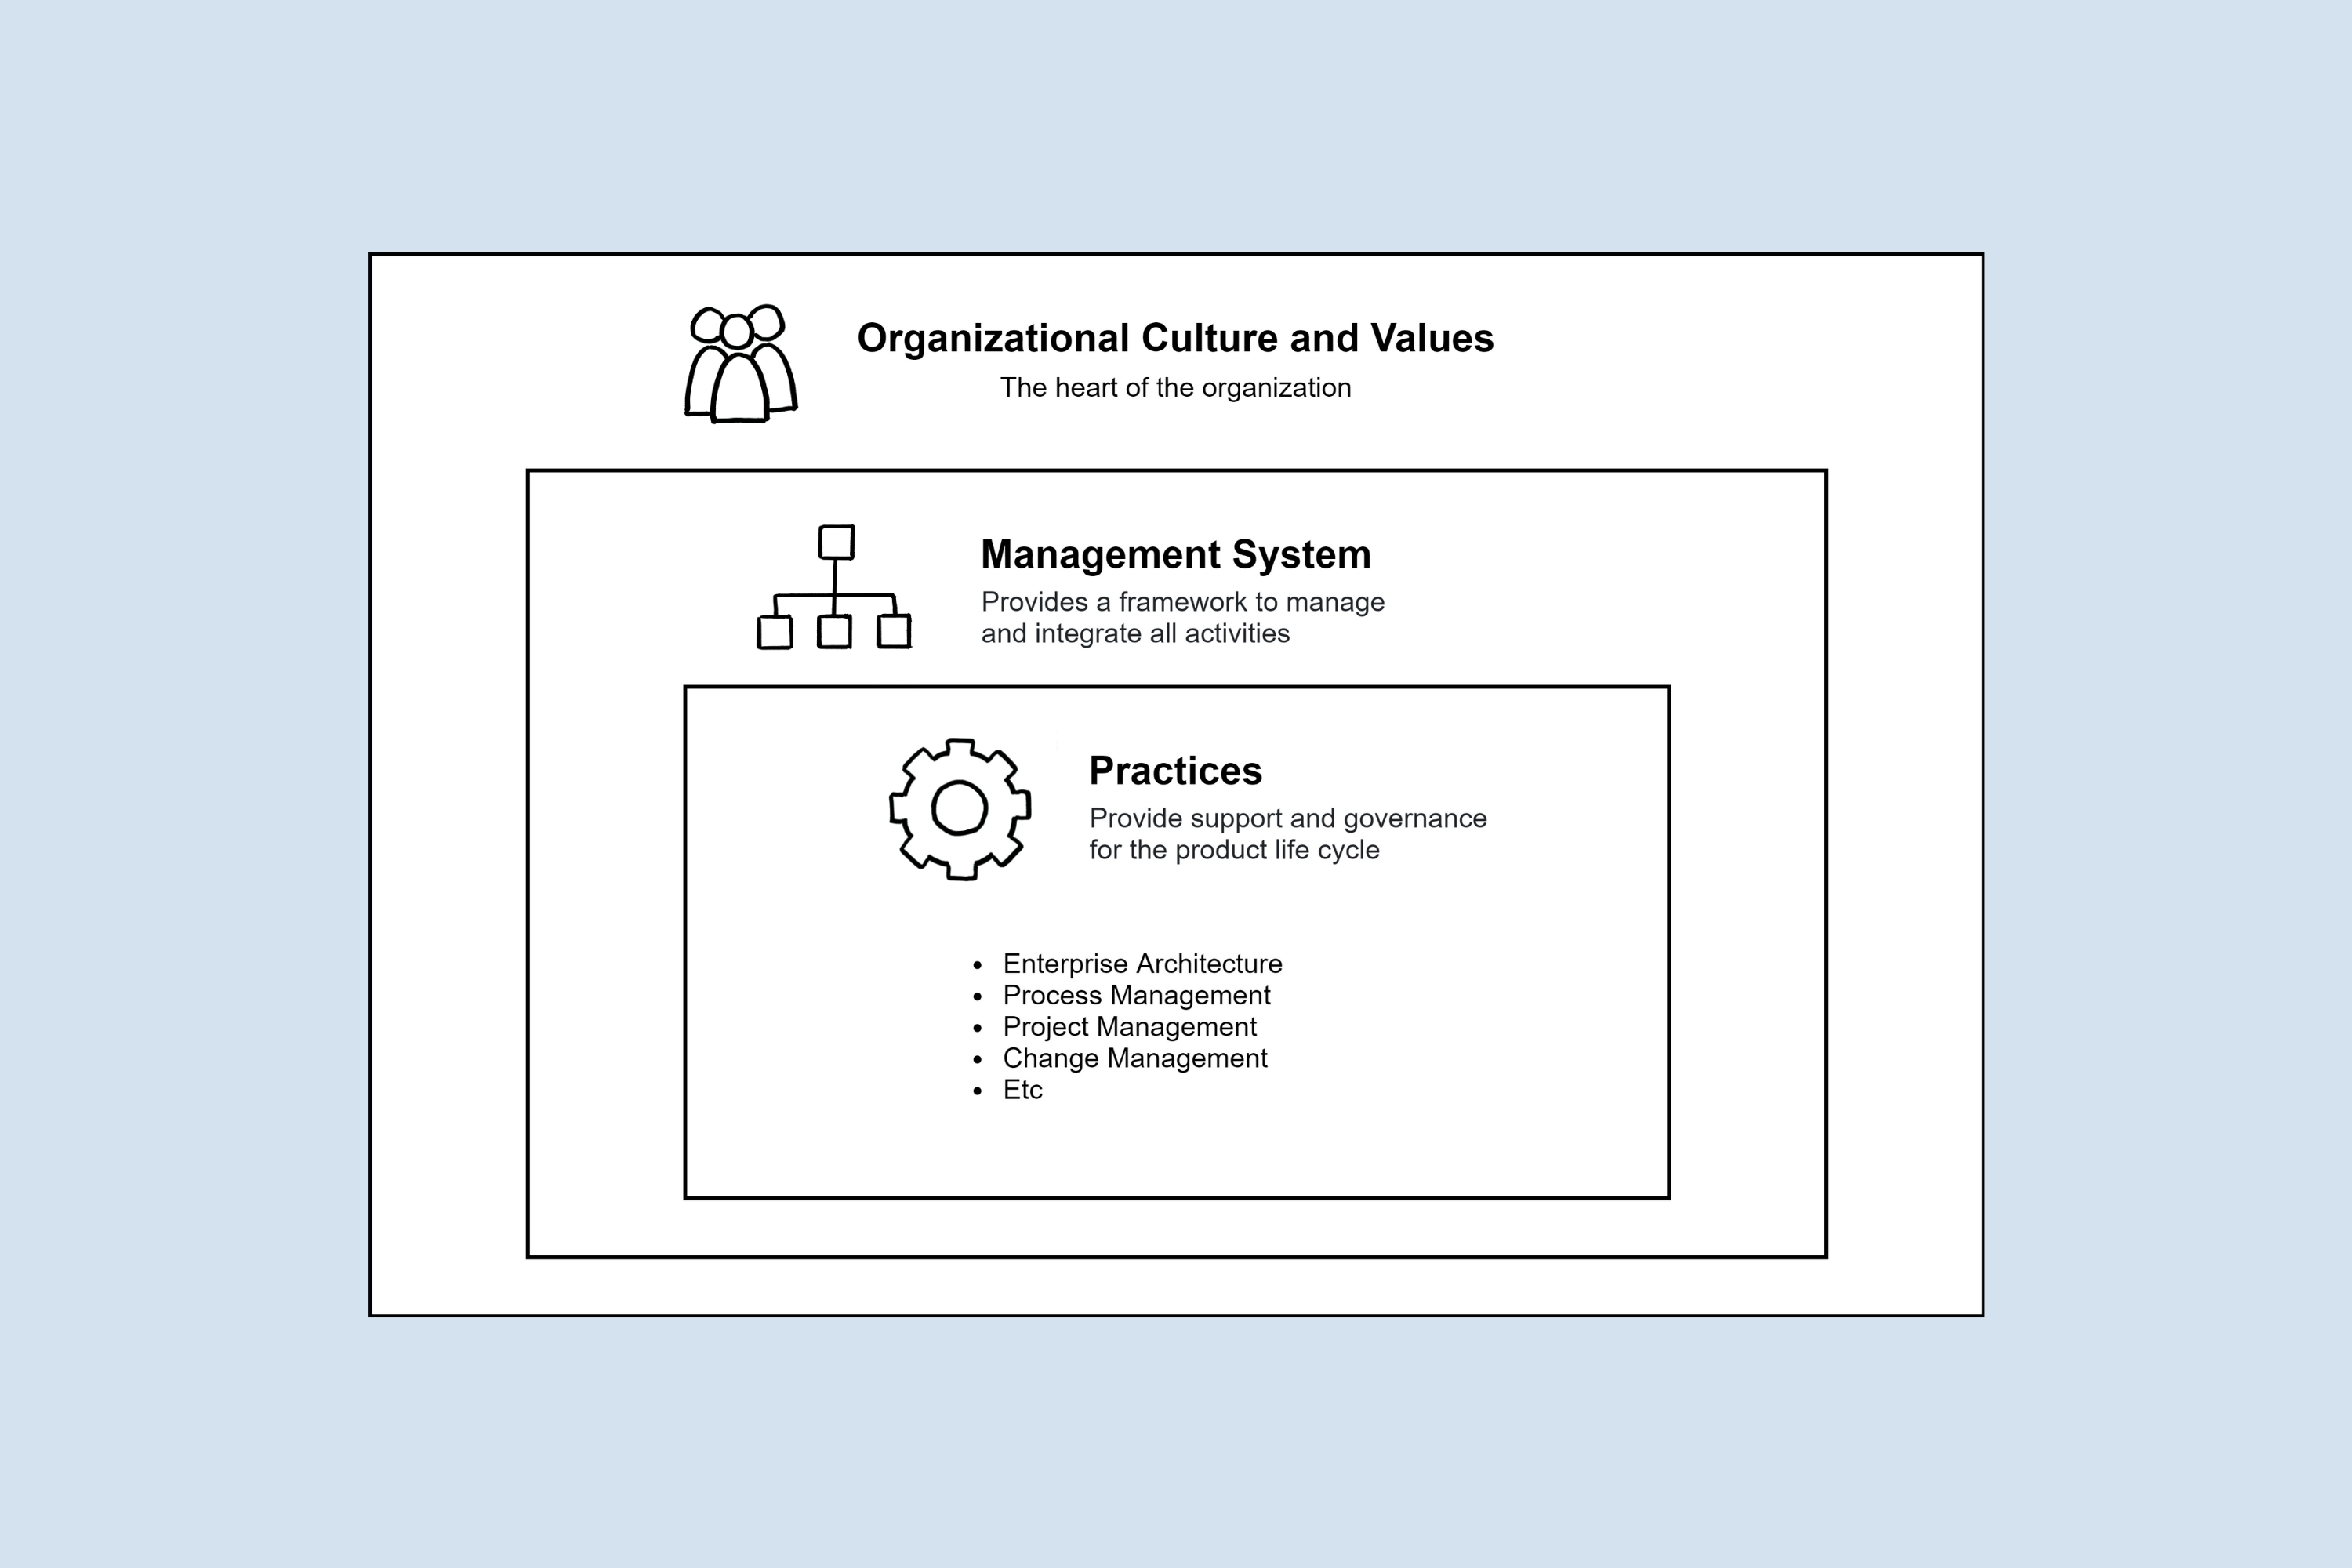 Organizational Culture and Values
The heart of the organization
Management System
Provides a framework to manage
and integrate all activities
Practices
Provide support and governance
for the product life cycle
• Enterprise Architecture
• Process Management
• Project Management
• Change Management
• Etc